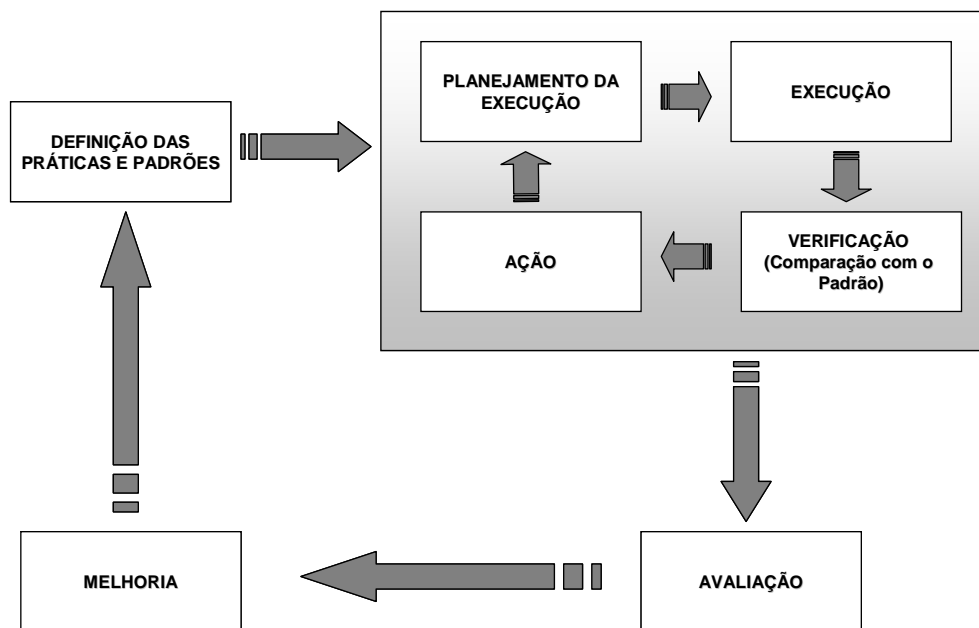 DEFINIÇÃO DAS
PRÁTICAS E PADRÕES
PLANEJAMENTO DA
EXECUÇÃO
EXECUÇÃO
AÇÃO
VERIFICAÇÃO
(Comparação com o
Padrão)
MELHORIA
AVALIAÇÃO